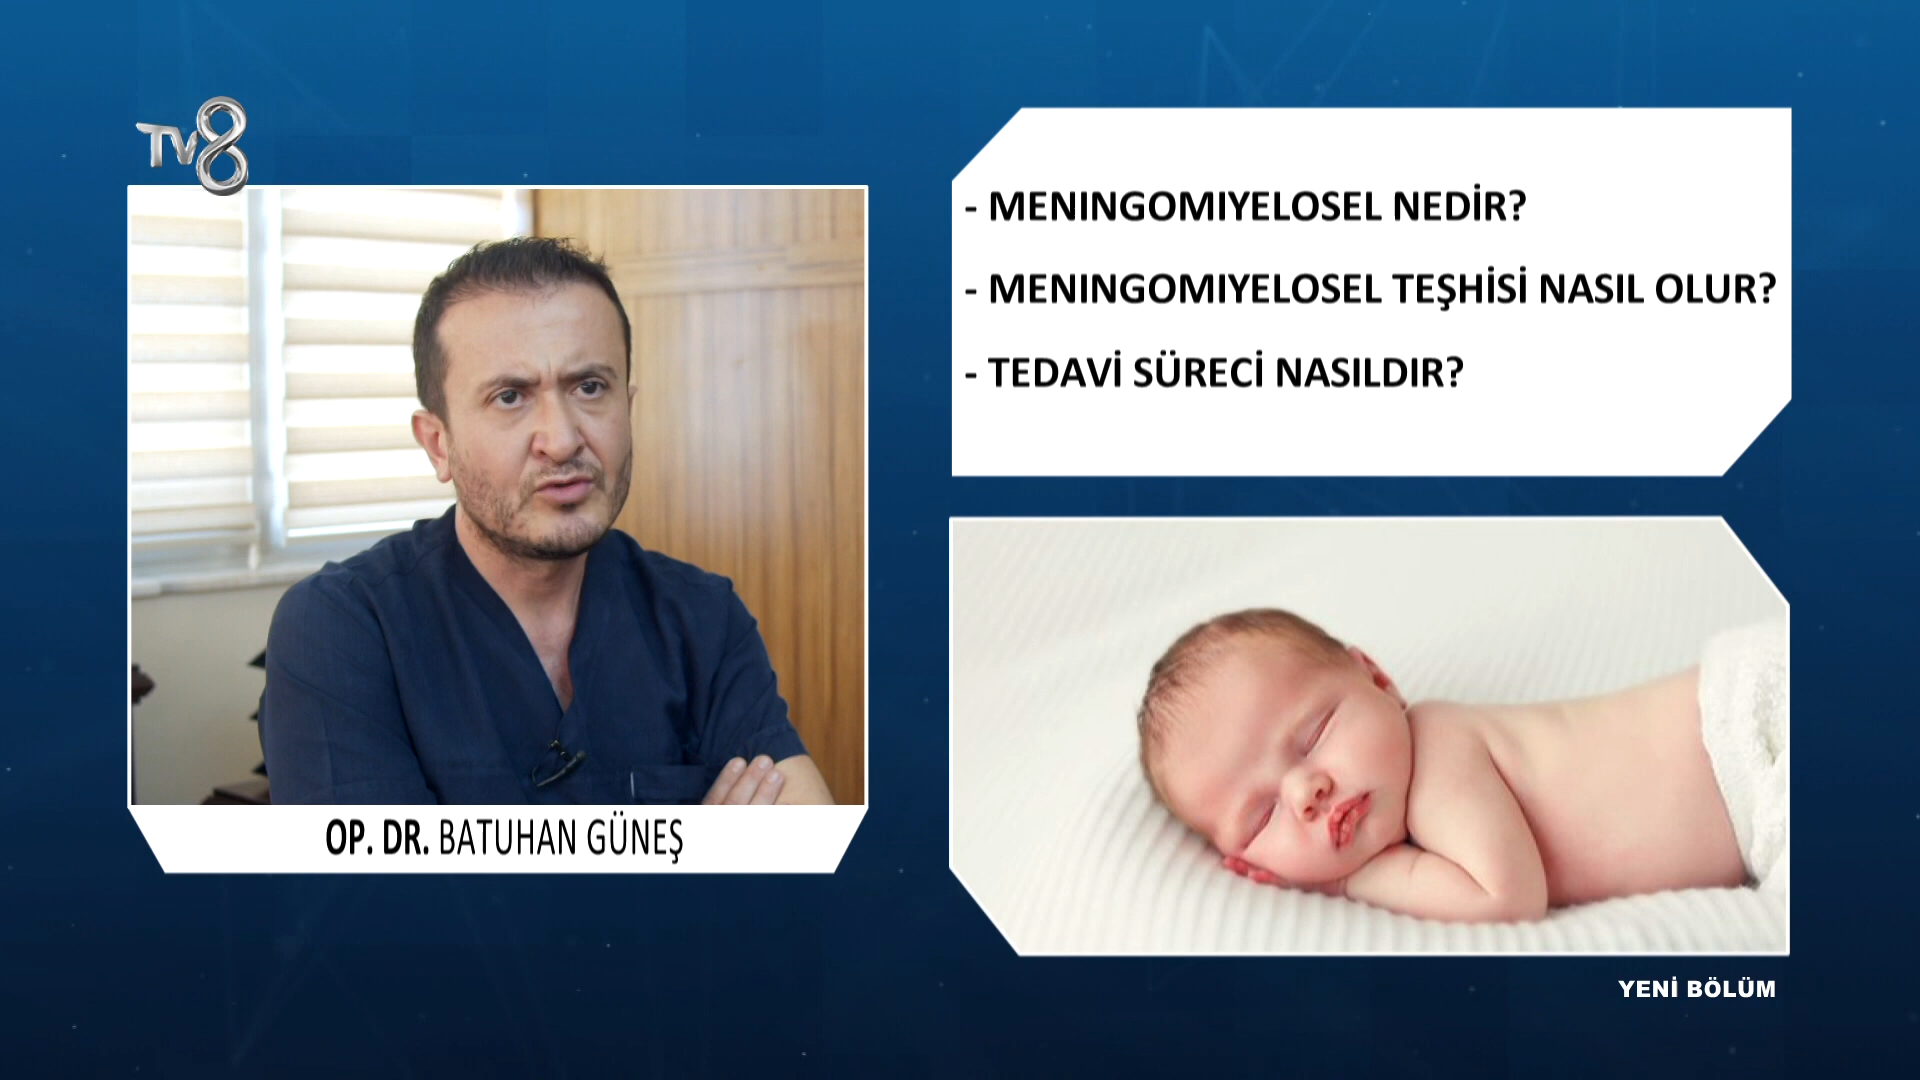 TV8
- MENINGOMIYELOSEL NEDİR?
- MENINGOMIYELOSEL TEŞHİSİ NASIL OLUR?
- TEDAVİ SÜRECİ NASILDIR?
OP. DR. BATUHAN GÜNEŞ
YENİ BÖLÜM